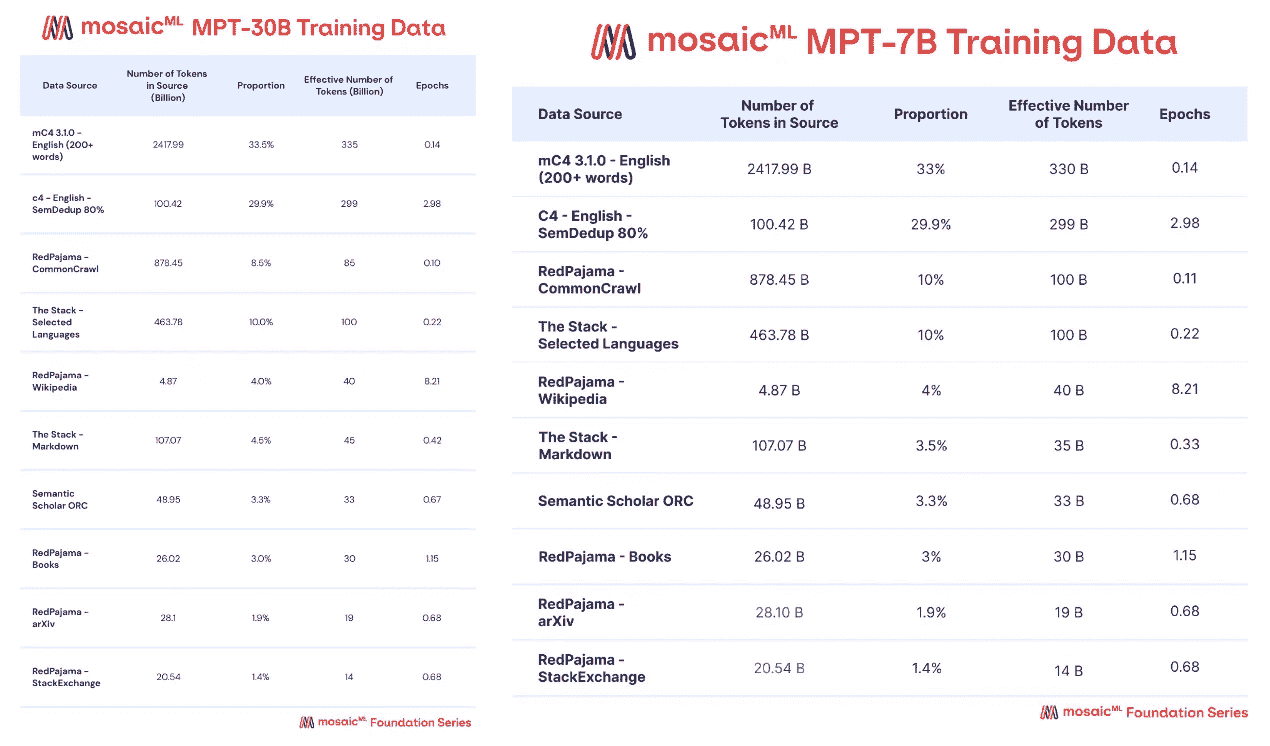 mosaicML MPT-30B Training Data
Data Source
Number of Tokens
in Source
(Billion)
Proportion
Effective Number of
Tokens (Billion)
Epochs
mC4 3.1.0 -
English (200+
words)
2417.99
33.5%
335
0.14
c4 - English -
SemDedup 80%
100.42
29.9%
299
2.98
RedPajama -
CommonCrawl
878.45
8.5%
85
0.10
The Stack -
Selected
Languages
463.78
10.0%
100
0.22
RedPajama -
Wikipedia
4.87
4.0%
40
8.21
The Stack -
Markdown
107.07
4.5%
45
0.42
Semantic
Scholar ORC
48.95
3.3%
33
0.67
RedPajama -
Books
26.02
3.0%
30
1.15
RedPajama -
arXiv
28.1
1.9%
19
0.68
RedPajama -
StackExchange
20.54
1.4%
14
0.68
mosaicML Foundation Series
mosaicML MPT-7B Training Data
Data Source
Number of
Tokens in Source
Proportion
Effective Number
of Tokens
Epochs
mC4 3.1.0 - English
(200+ words)
2417.99 B
33%
330 B
0.14
C4 - English -
SemDedup 80%
100.42 B
29.9%
299 B
2.98
RedPajama -
CommonCrawl
878.45 B
10%
100 B
0.11
The Stack -
Selected Languages
463.78 B
10%
100 B
0.22
RedPajama -
Wikipedia
4.87 B
4%
40 B
8.21
The Stack -
Markdown
107.07 B
3.5%
35 B
0.33
Semantic Scholar ORC
48.95 B
3.3%
33 B
0.68
RedPajama - Books
26.02 B
3%
30 B
1.15
RedPajama -
arXiv
28.10 B
1.9%
19 B
0.68
RedPajama -
StackExchange
20.54 B
1.4%
14 B
0.68
mosaicML Foundation Series